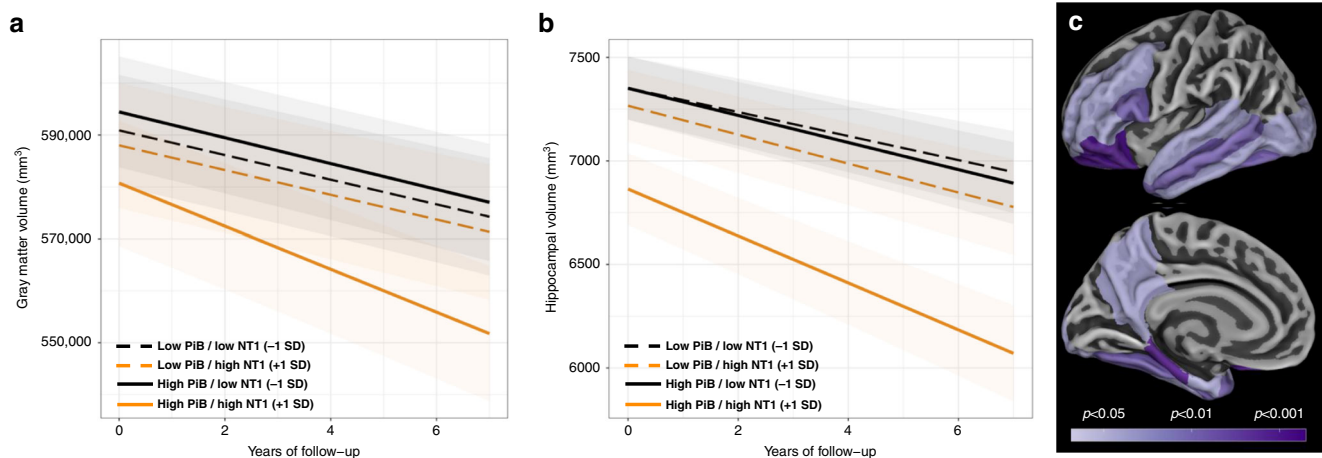 a
Gray matter volume (mm³)
590,000
570,000
550,000
Low PiB / low NT1 (−1 SD)
Low PiB / high NT1 (+1 SD)
High PiB / low NT1 (−1 SD)
High PiB / high NT1 (+1 SD)
0 2 4 6
Years of follow−up
b
Hippocampal volume (mm³)
7500
7000
6500
6000
Low PiB / low NT1 (−1 SD)
Low PiB / high NT1 (+1 SD)
High PiB / low NT1 (−1 SD)
High PiB / high NT1 (+1 SD)
0 2 4 6
Years of follow−up
c
p<0.05 p<0.01 p<0.001